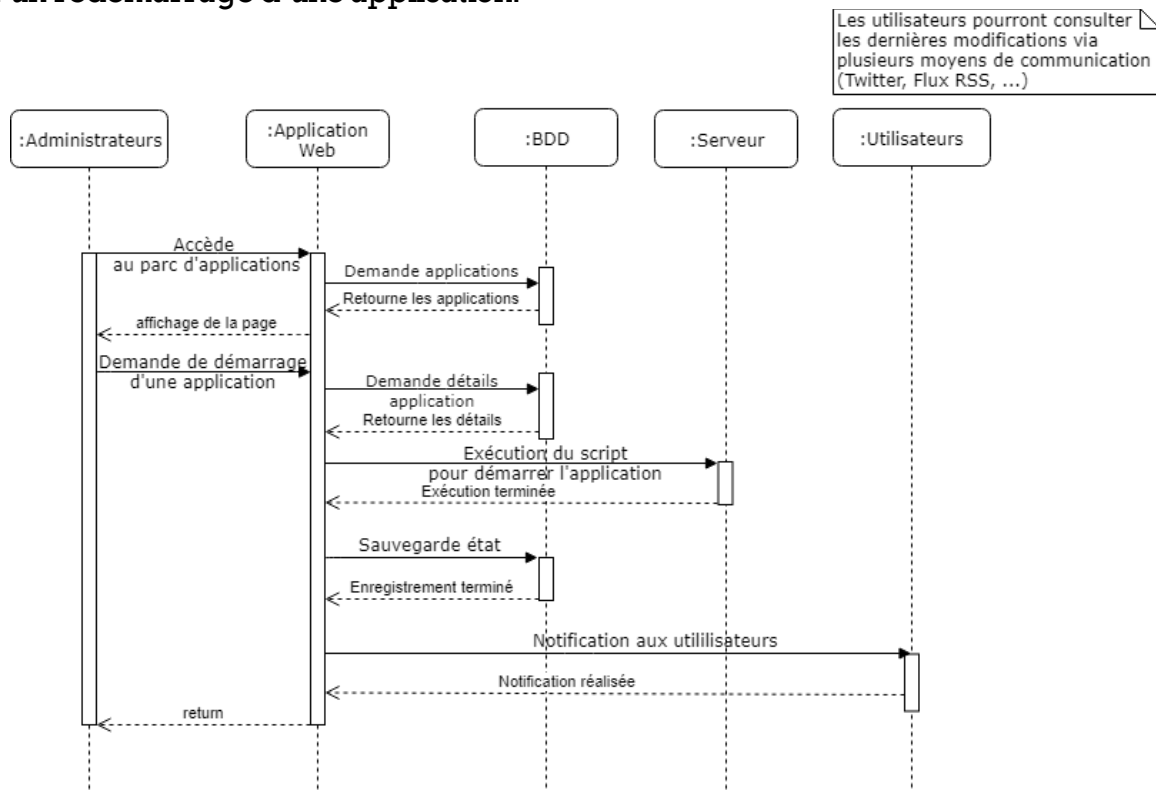 un redémarrage d'une application.
Les utilisateurs pourront consulter
les dernières modifications via
plusieurs moyens de communication
(Twitter, Flux RSS, ...)
:Administrateurs
:Application
Web
:BDD
:Serveur
:Utilisateurs
Accède
au parc d'applications
Demande applications
Retourne les applications
affichage de la page
Demande de démarrage
d'une application
Demande détails
application
Retourne les détails
Exécution du script
pour démarrer l'application
Exécution terminée
Sauvegarde état
Enregistrement terminé
Notification aux utililisateurs
Notification réalisée
return